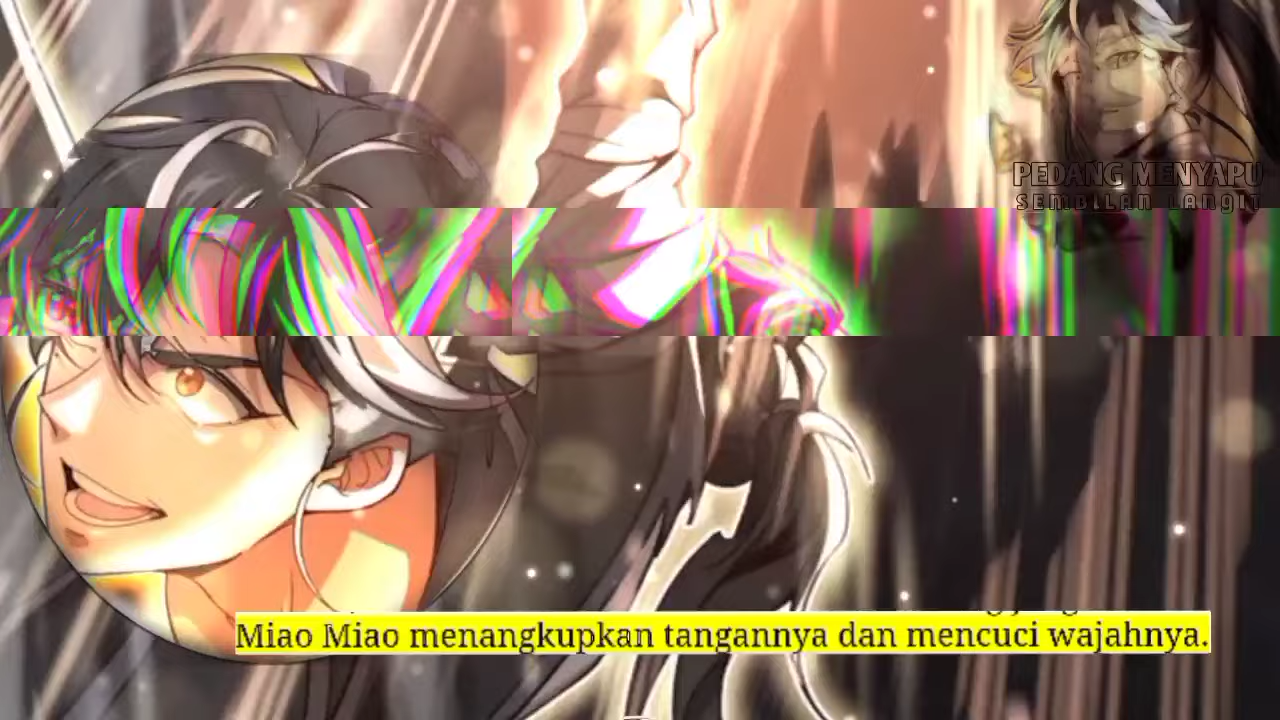 PEDANG MENYAPU
SEMBILAN LANGIT
Miao Miao menangkupkan tangannya dan mencuci wajahnya.